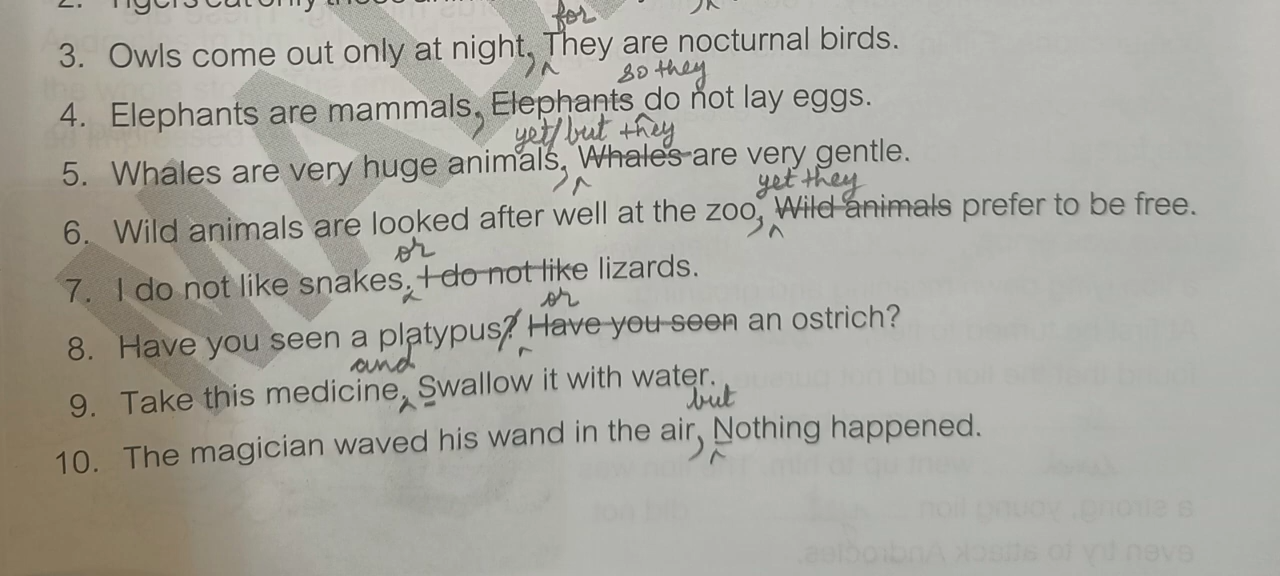 2. Tigers eat only these
for
3. Owls come out only at night, They are nocturnal birds.
so they
4. Elephants are mammals, Elephants do not lay eggs.
yet/but they
5. Whales are very huge animals, Whales are very gentle.
yet they
6. Wild animals are looked after well at the zoo, Wild animals prefer to be free.
or
7. I do not like snakes. I do not like lizards.
or
8. Have you seen a platypus? Have you seen an ostrich?
and
9. Take this medicine. Swallow it with water.
but
10. The magician waved his wand in the air, Nothing happened.